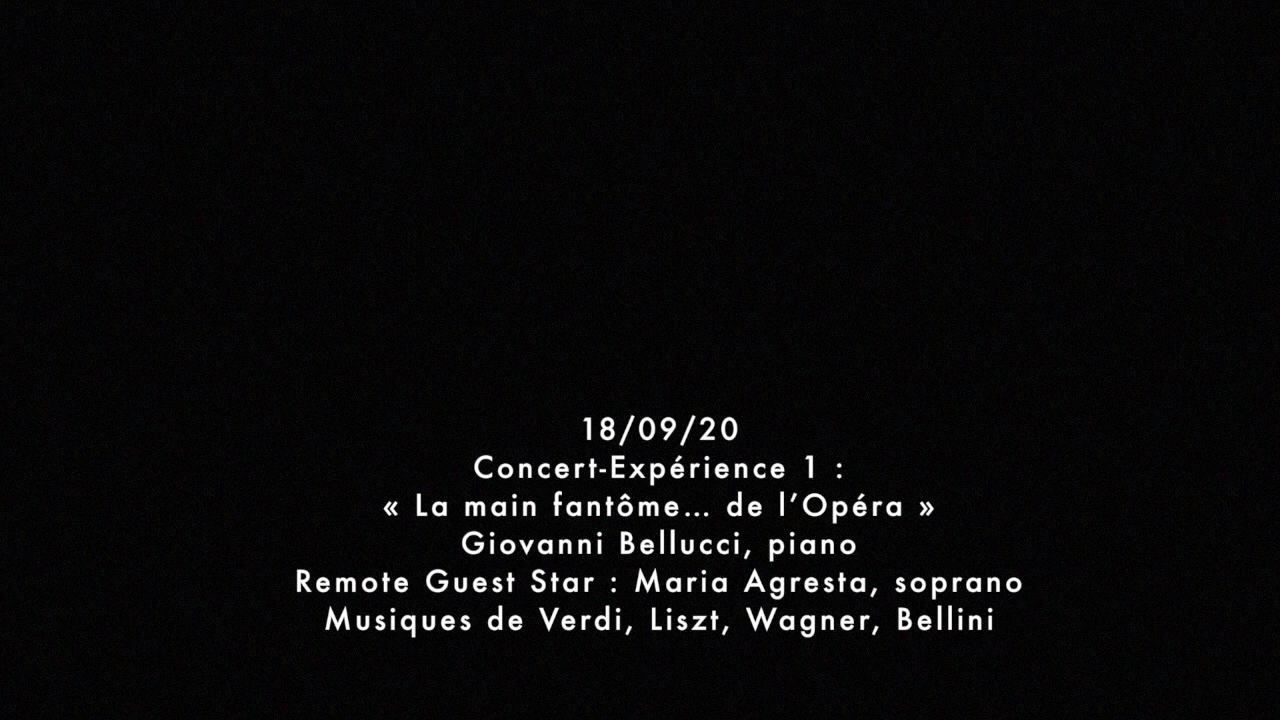 18/09/20
Concert-Expérience 1 :
« La main fantôme... de l’Opéra »
Giovanni Bellucci, piano
Remote Guest Star : Maria Agresta, soprano
Musiques de Verdi, Liszt, Wagner, Bellini